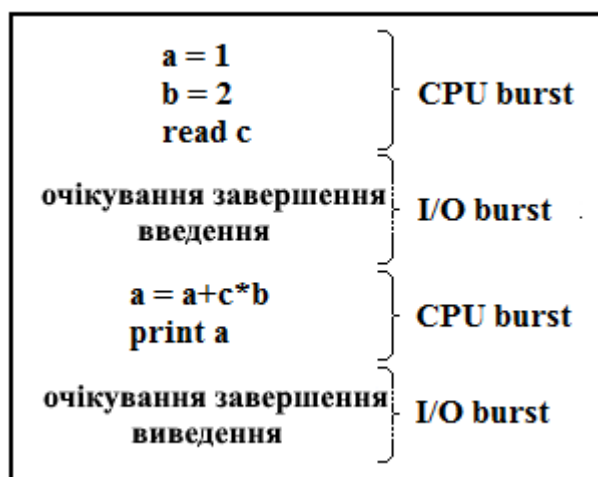 a = 1
b = 2
read c
CPU burst
очікування завершення
введення
I/O burst
a = a+c*b
print a
CPU burst
очікування завершення
виведення
I/O burst